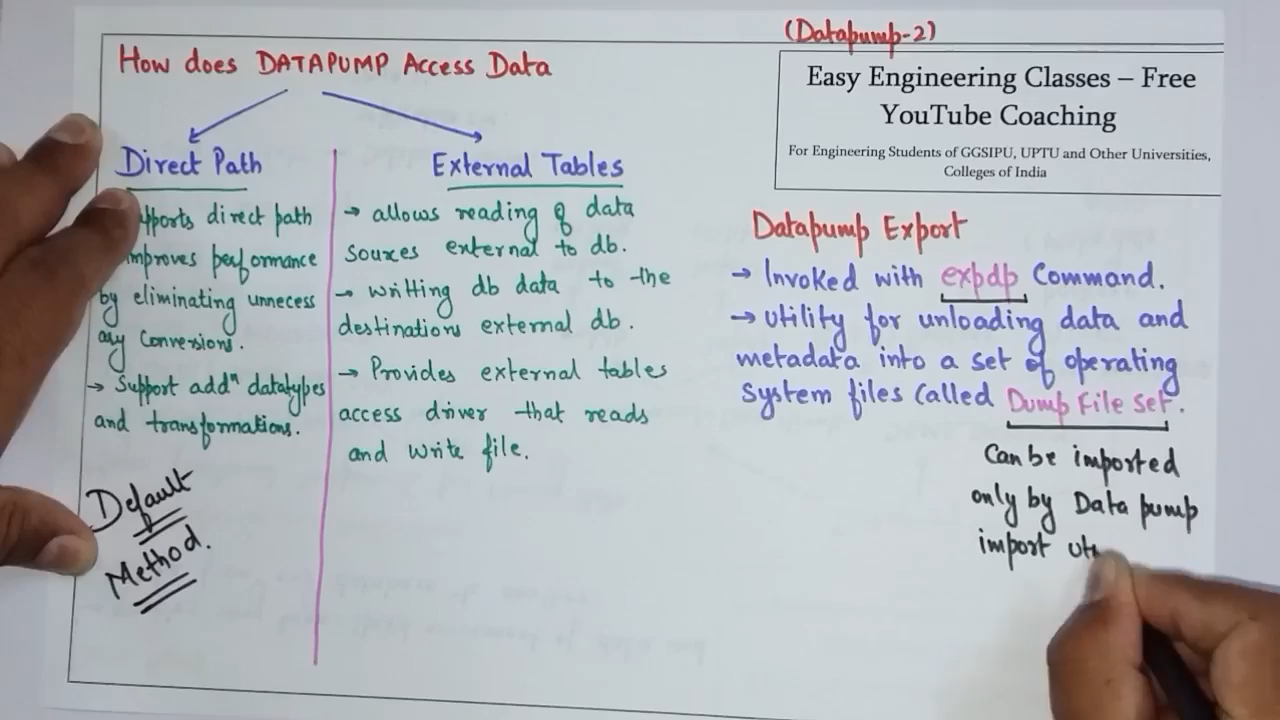 (Datapump-2)
Easy Engineering Classes – Free
YouTube Coaching
For Engineering Students of GGSIPU, UPTU and Other Universities,
Colleges of India
How does DATAPUMP Access Data
Direct Path
pports direct path
improves performance
by eliminating unnecess
ary Conversions.
→ Support addⁿ datatypes
and transformations.
Default
Method.
External Tables
→ allows reading of data
sources external to db.
→ writting db data to the
destinations external db.
→ Provides external tables
access driver that reads
and write file.
Datapump Export
→ Invoked with expdp Command.
→ Utility for unloading data and
metadata into a set of operating
System files called Dump File Set.
Can be imported
only by Data pump
import uti